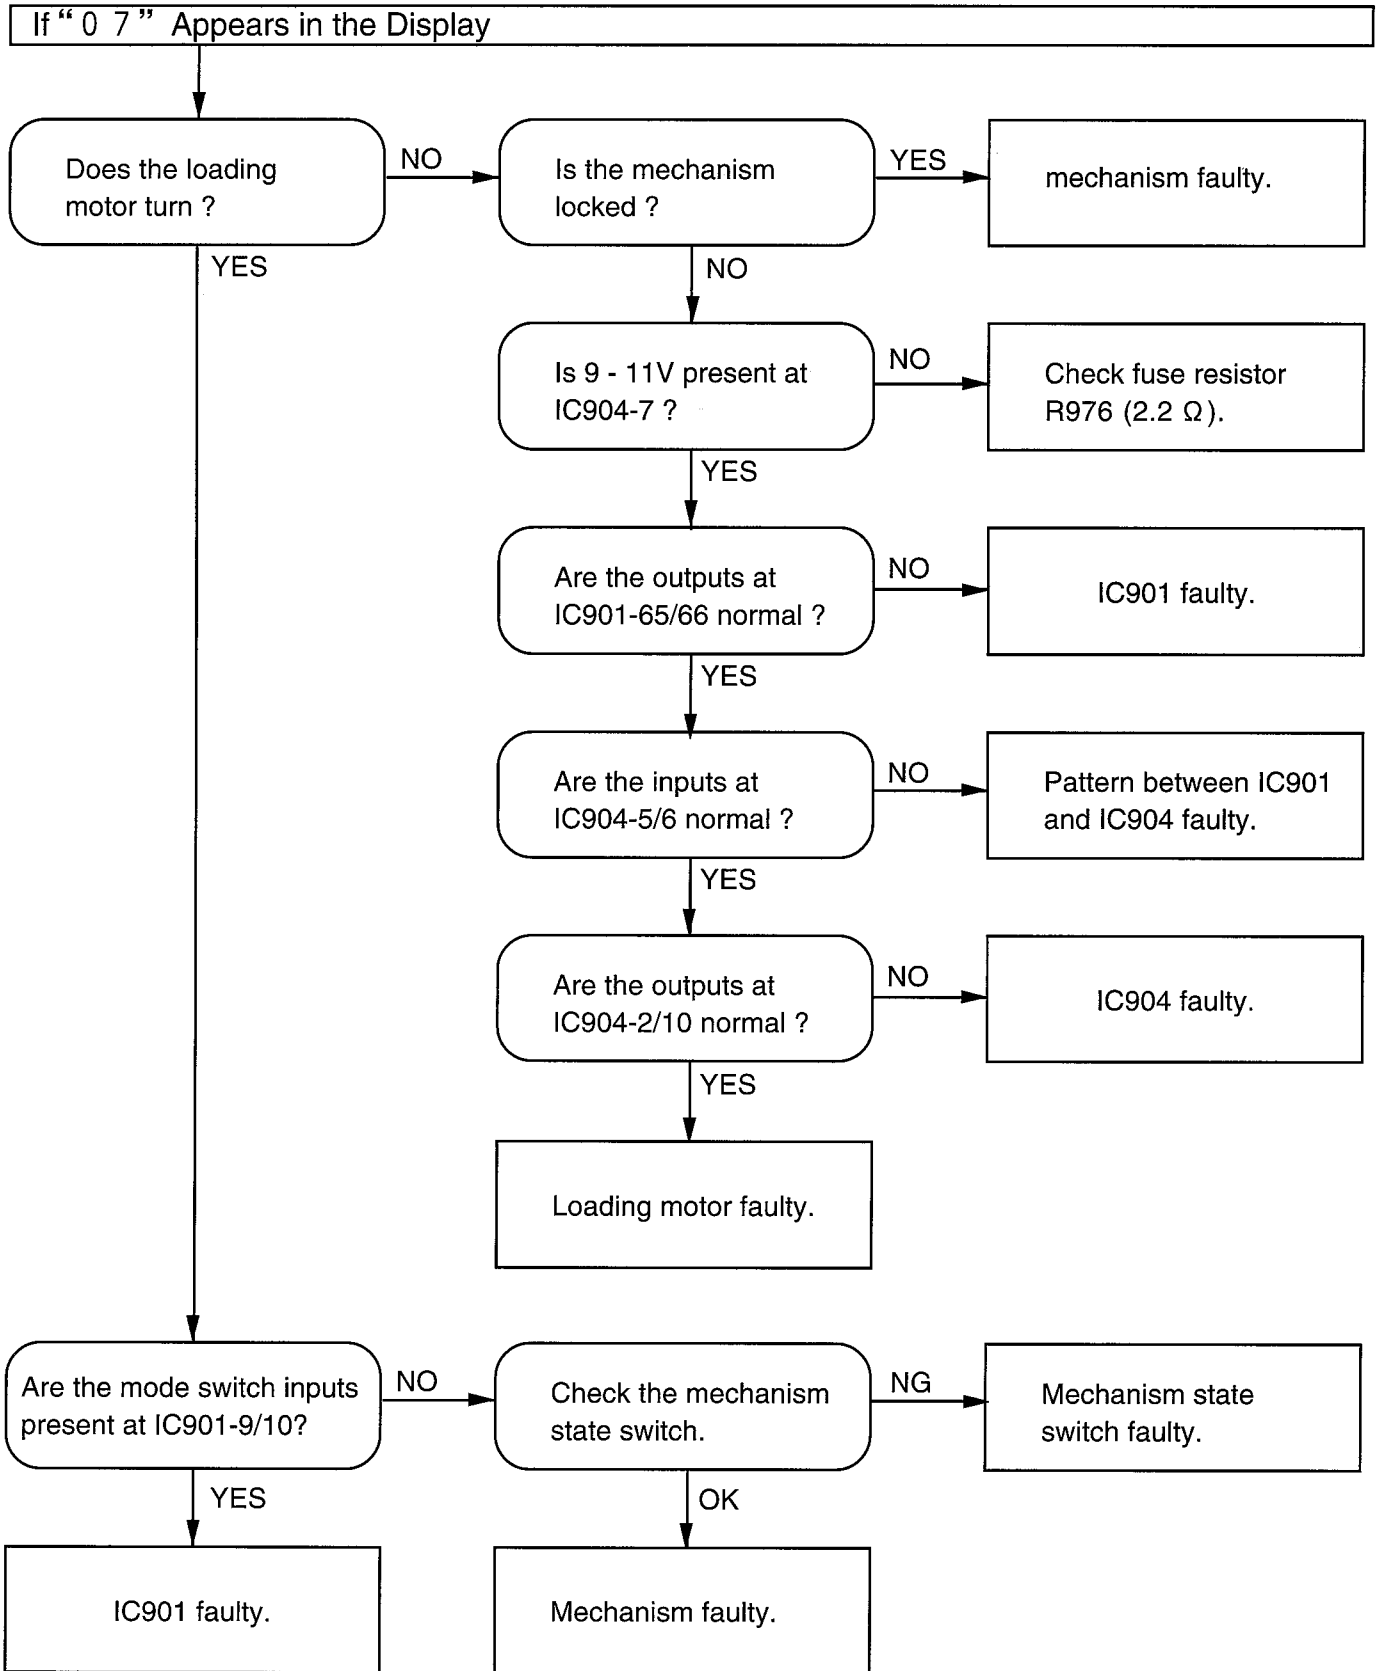 If “ 0 7 ” Appears in the Display
Does the loading
motor turn ?
NO
Is the mechanism
locked ?
YES
mechanism faulty.
YES
NO
Is 9 - 11V present at
IC904-7 ?
NO
Check fuse resistor
R976 (2.2 Ω).
YES
Are the outputs at
IC901-65/66 normal ?
NO
IC901 faulty.
YES
Are the inputs at
IC904-5/6 normal ?
NO
Pattern between IC901
and IC904 faulty.
YES
Are the outputs at
IC904-2/10 normal ?
NO
IC904 faulty.
YES
Loading motor faulty.
Are the mode switch inputs
present at IC901-9/10?
NO
Check the mechanism
state switch.
NG
Mechanism state
switch faulty.
YES
OK
IC901 faulty.
Mechanism faulty.